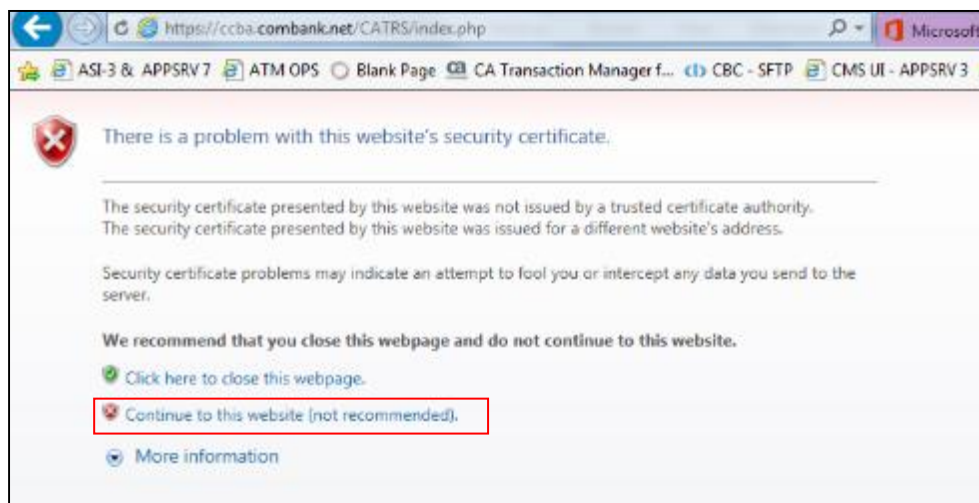 https://ccba.combank.net/CATRS/index.php Microsoft
ASI-3 & APPSRV 7 ATM OPS Blank Page CA Transaction Manager f... CBC - SFTP CMS UI - APPSRV 3
There is a problem with this website's security certificate.
The security certificate presented by this website was not issued by a trusted certificate authority.
The security certificate presented by this website was issued for a different website's address.
Security certificate problems may indicate an attempt to fool you or intercept any data you send to the
server.
We recommend that you close this webpage and do not continue to this website.
Click here to close this webpage.
Continue to this website (not recommended).
More information